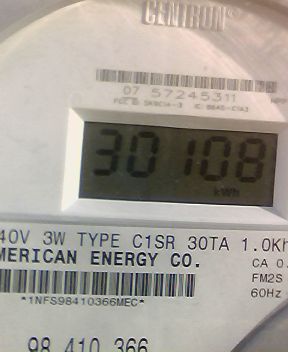 CENTRON®
07 57245311
30108
kWh
40V 3W TYPE C1SR 30TA 1.0Kh
MERICAN ENERGY CO.
CA 0.
FM2S
*1NFS98410366MEC*
60Hz
98 410 366